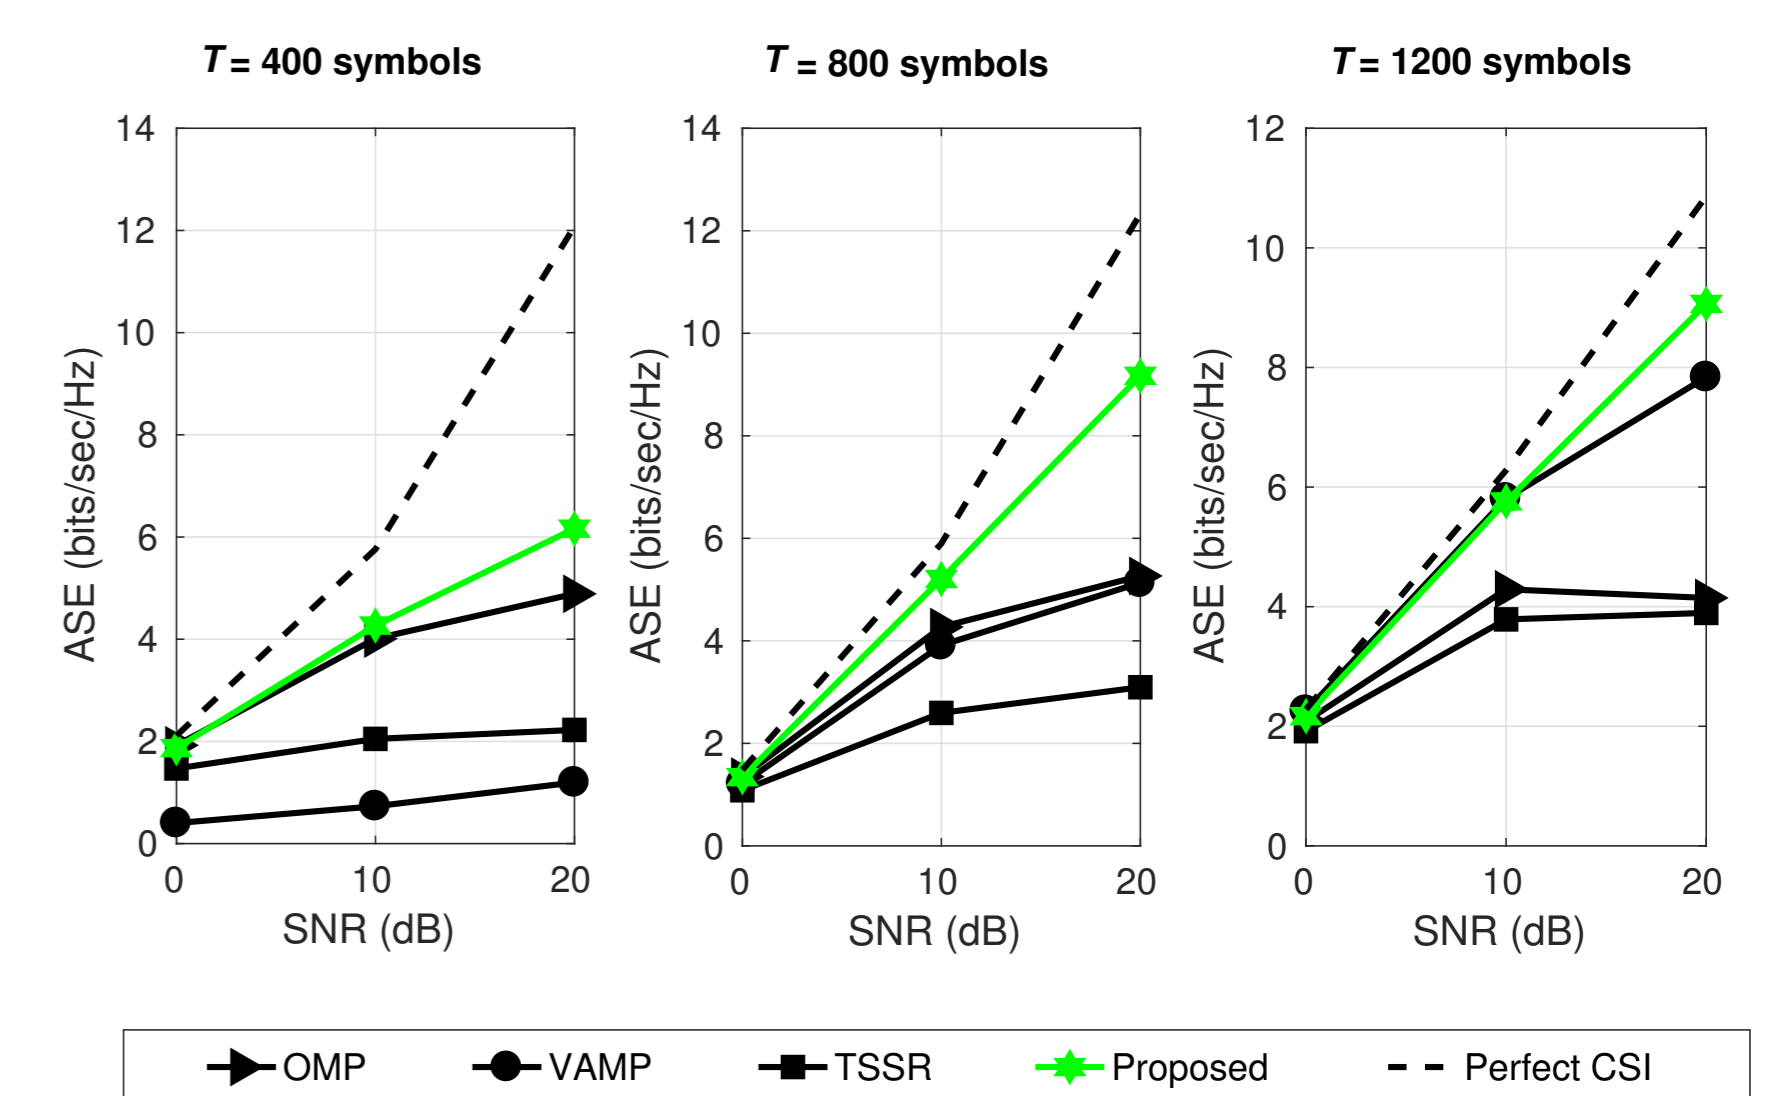 T = 400 symbols
T = 800 symbols
T = 1200 symbols
ASE (bits/sec/Hz)
14
12
10
8
6
4
2
0
0 10 20
SNR (dB)
ASE (bits/sec/Hz)
14
12
10
8
6
4
2
0
0 10 20
SNR (dB)
ASE (bits/sec/Hz)
12
10
8
6
4
2
0
0 10 20
SNR (dB)
OMP VAMP TSSR Proposed Perfect CSI